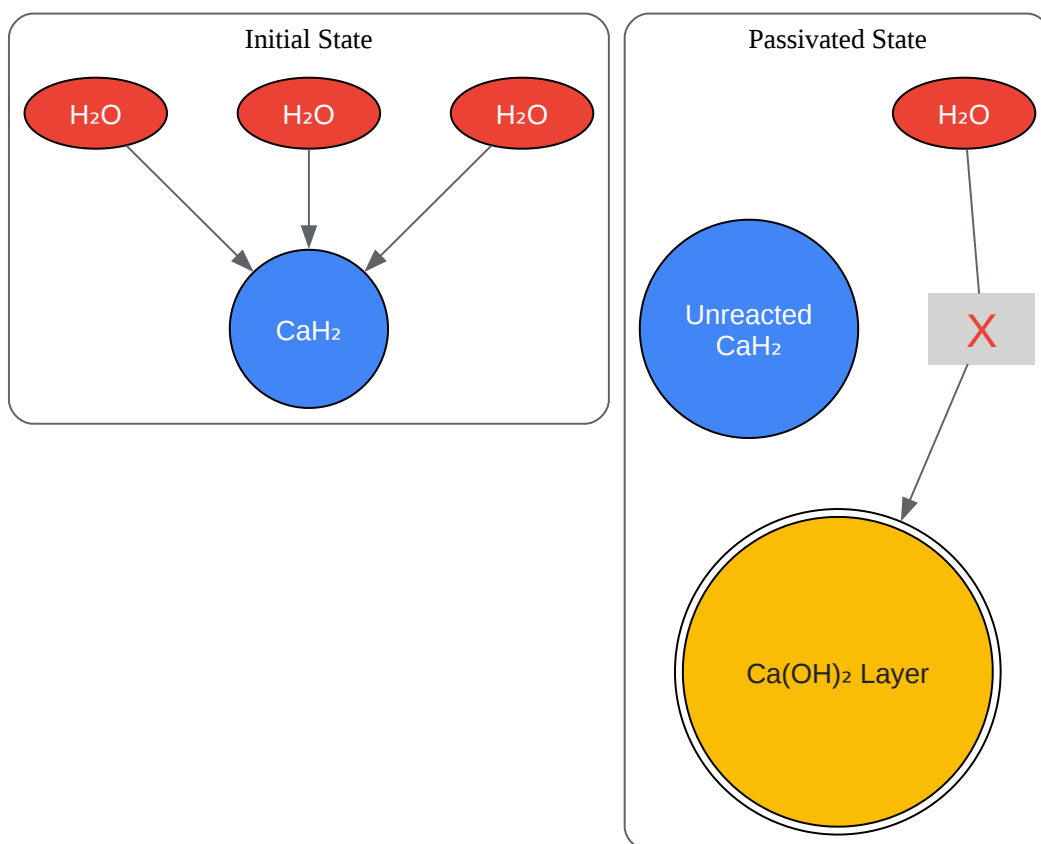 Initial State
H₂O
H₂O
H₂O
CaH₂
Passivated State
H₂O
Unreacted
CaH₂
X
Ca(OH)₂ Layer